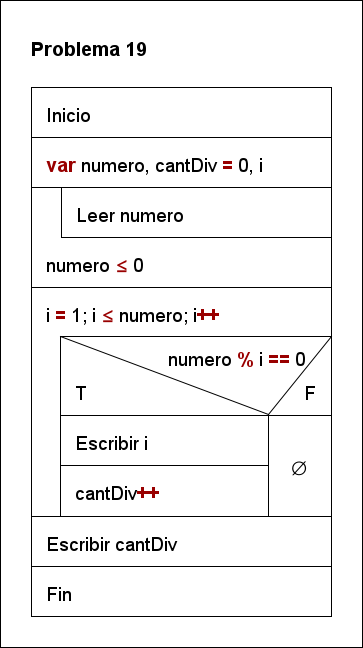 Problema 19
Inicio
var numero, cantDiv = 0, i
Leer numero
numero ≤ 0
i = 1; i ≤ numero; i++
numero % i == 0
T F
Escribir i
∅
cantDiv++
Escribir cantDiv
Fin